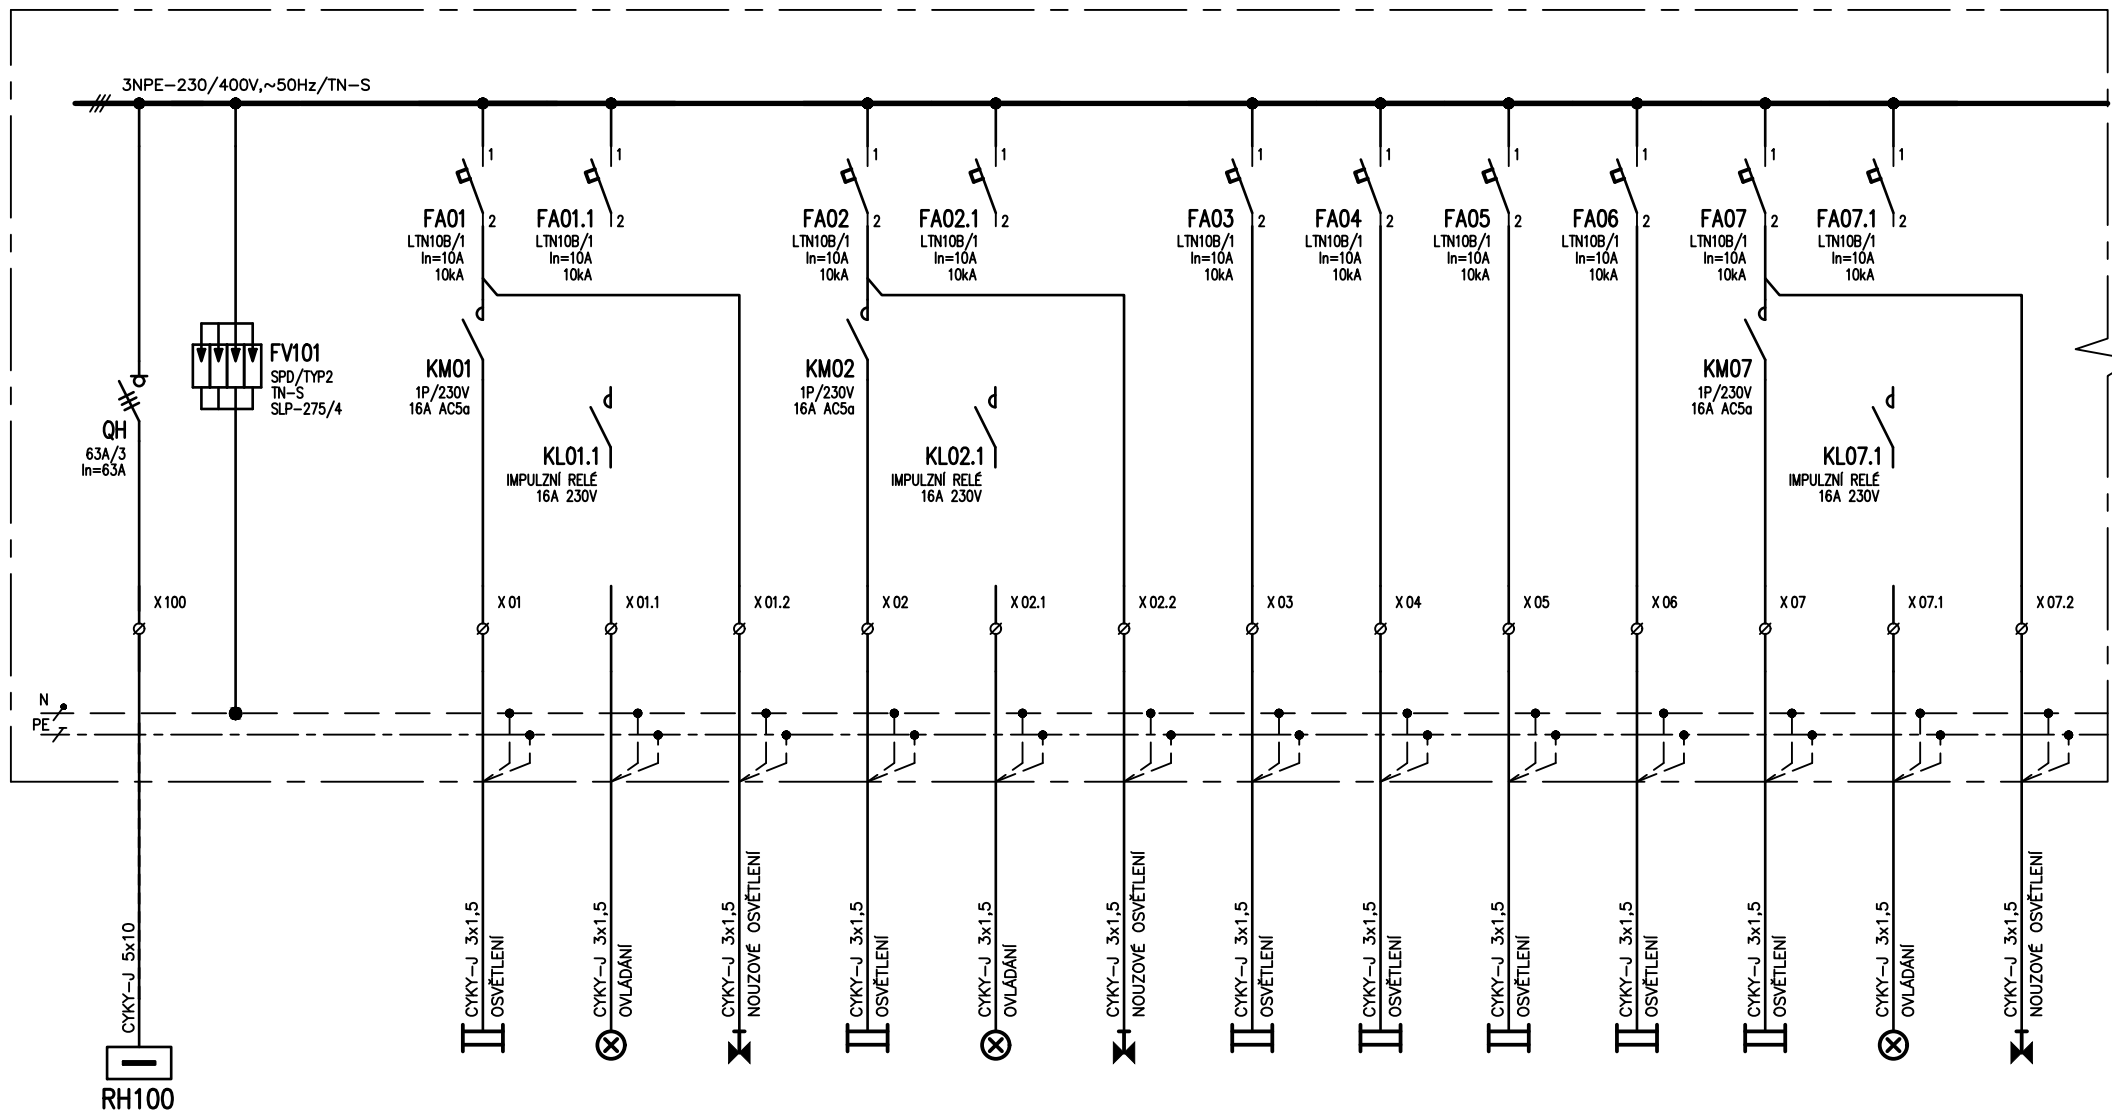 3NPE-230/400V,~50Hz/TN-S
1
1
1
1
1
1
1
1
1
1
FA01
2
FA01.1
2
FA02
2
FA02.1
2
FA03
2
FA04
2
FA05
2
FA06
2
FA07
2
FA07.1
2
LTN10B/1
In=10A
10kA
LTN10B/1
In=10A
10kA
LTN10B/1
In=10A
10kA
LTN10B/1
In=10A
10kA
LTN10B/1
In=10A
10kA
LTN10B/1
In=10A
10kA
LTN10B/1
In=10A
10kA
LTN10B/1
In=10A
10kA
LTN10B/1
In=10A
10kA
LTN10B/1
In=10A
10kA
FV101
SPD/TYP2
TN-S
SLP-275/4
KM01
1P/230V
16A AC5a
KM02
1P/230V
16A AC5a
KM07
1P/230V
16A AC5a
QH
63A/3
In=63A
KL01.1
IMPULZNÍ RELÉ
16A 230V
KL02.1
IMPULZNÍ RELÉ
16A 230V
KL07.1
IMPULZNÍ RELÉ
16A 230V
X100
X01
X01.1
X01.2
X02
X02.1
X02.2
X03
X04
X05
X06
X07
X07.1
X07.2
N
PE
CYKY-J 5x10
CYKY-J 3x1,5
OSVĚTLENÍ
CYKY-J 3x1,5
OVLÁDÁNÍ
CYKY-J 3x1,5
NOUZOVÉ OSVĚTLENÍ
CYKY-J 3x1,5
OSVĚTLENÍ
CYKY-J 3x1,5
OVLÁDÁNÍ
CYKY-J 3x1,5
NOUZOVÉ OSVĚTLENÍ
CYKY-J 3x1,5
OSVĚTLENÍ
CYKY-J 3x1,5
OSVĚTLENÍ
CYKY-J 3x1,5
OSVĚTLENÍ
CYKY-J 3x1,5
OSVĚTLENÍ
CYKY-J 3x1,5
OSVĚTLENÍ
CYKY-J 3x1,5
OVLÁDÁNÍ
CYKY-J 3x1,5
NOUZOVÉ OSVĚTLENÍ
RH100